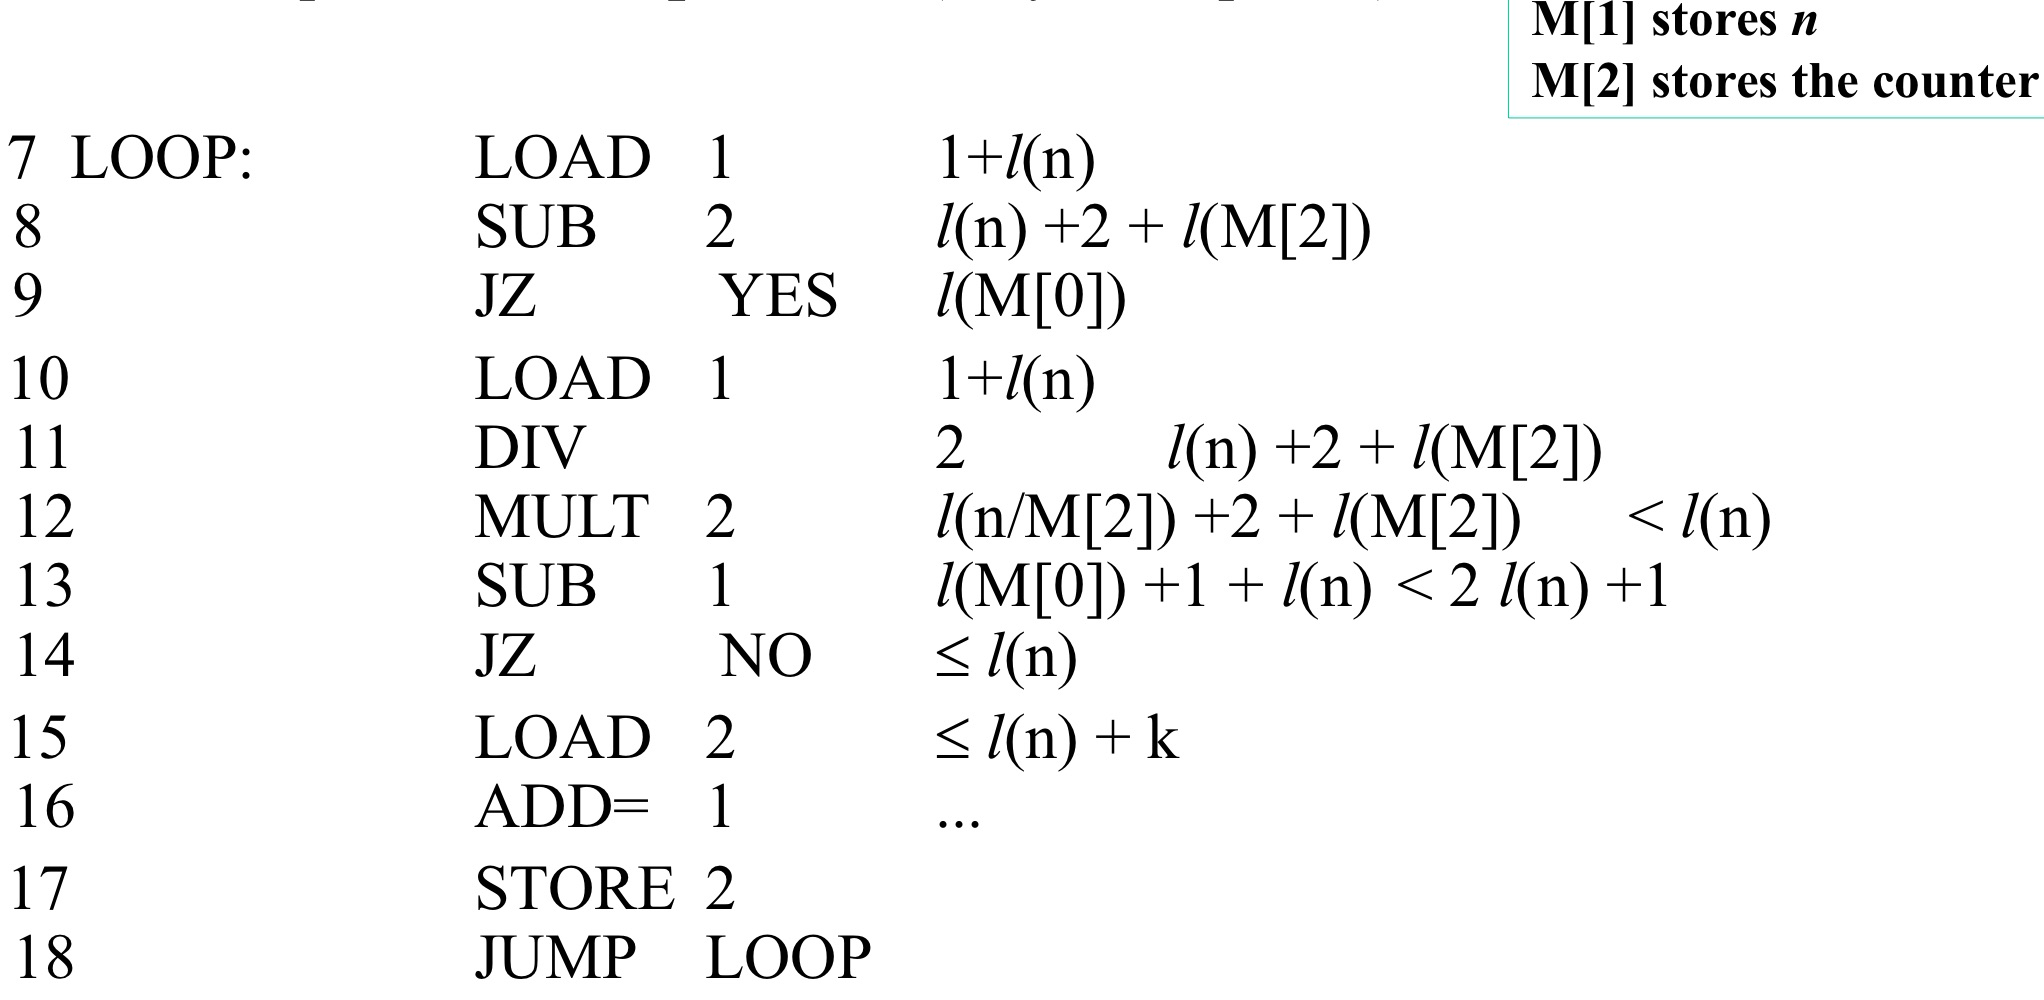 M[1] stores n
M[2] stores the counter
7 LOOP: LOAD 1 1+l(n)
8 SUB 2 l(n) +2 + l(M[2])
9 JZ YES l(M[0])
10 LOAD 1 1+l(n)
11 DIV 2 l(n) +2 + l(M[2])
12 MULT 2 l(n/M[2]) +2 + l(M[2]) < l(n)
13 SUB 1 l(M[0]) +1 + l(n) < 2 l(n) +1
14 JZ NO ≤ l(n)
15 LOAD 2 ≤ l(n) + k
16 ADD= 1 ...
17 STORE 2
18 JUMP LOOP